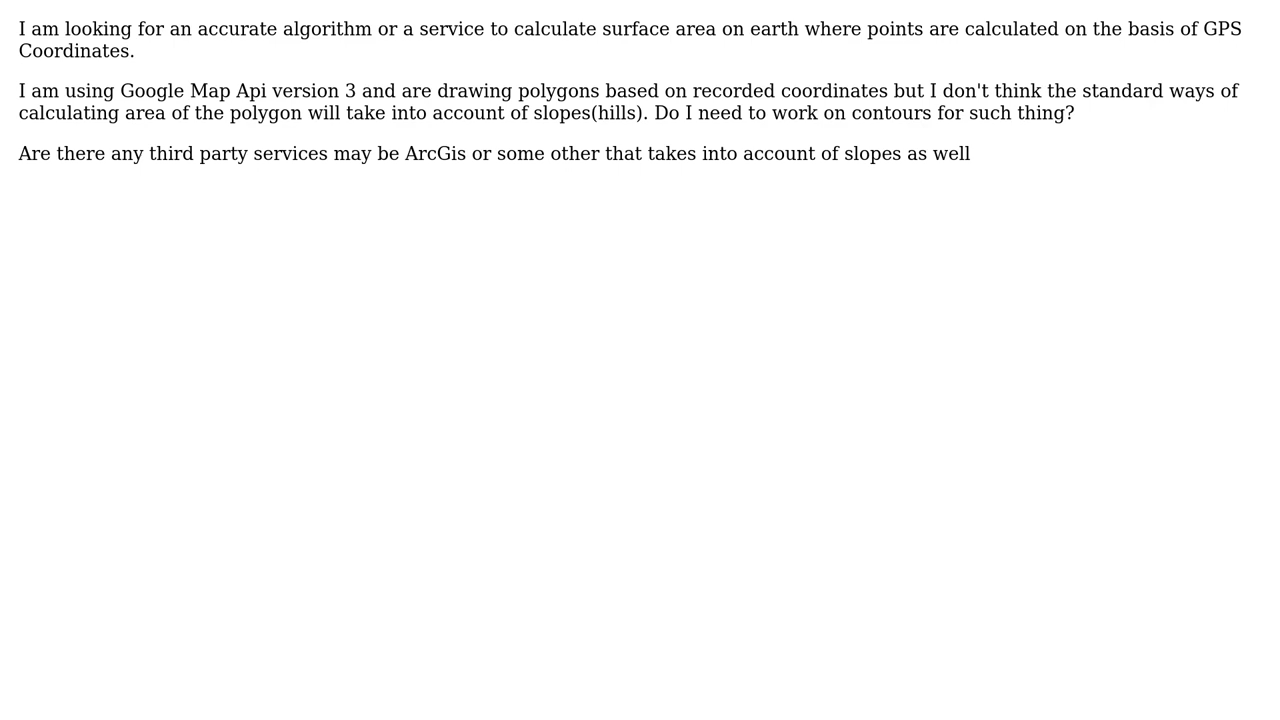 I am looking for an accurate algorithm or a service to calculate surface area on earth where points are calculated on the basis of GPS
Coordinates.
I am using Google Map Api version 3 and are drawing polygons based on recorded coordinates but I don't think the standard ways of
calculating area of the polygon will take into account of slopes(hills). Do I need to work on contours for such thing?
Are there any third party services may be ArcGis or some other that takes into account of slopes as well